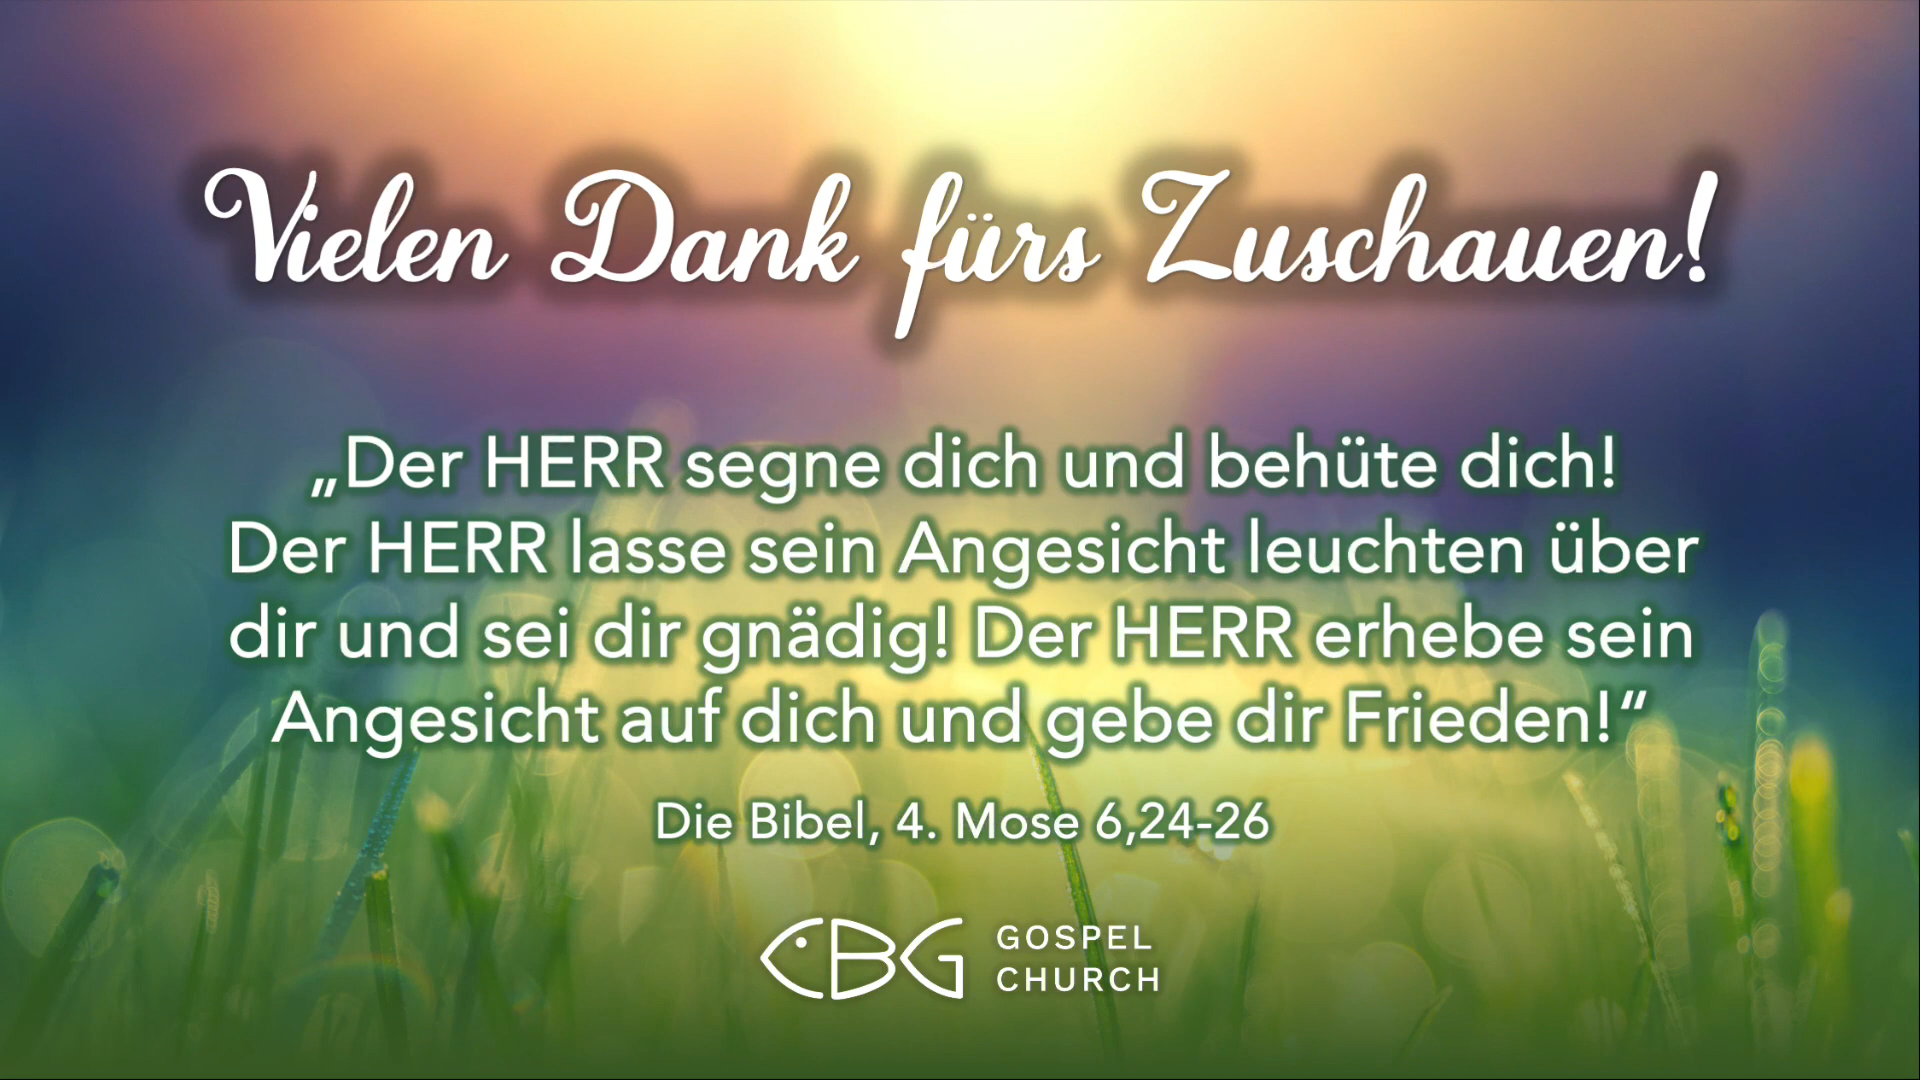 Vielen Dank fürs Zuschauen!
„Der HERR segne dich und behüte dich!
Der HERR lasse sein Angesicht leuchten über
dir und sei dir gnädig! Der HERR erhebe sein
Angesicht auf dich und gebe dir Frieden!“
Die Bibel, 4. Mose 6,24-26
CBG GOSPEL
CHURCH